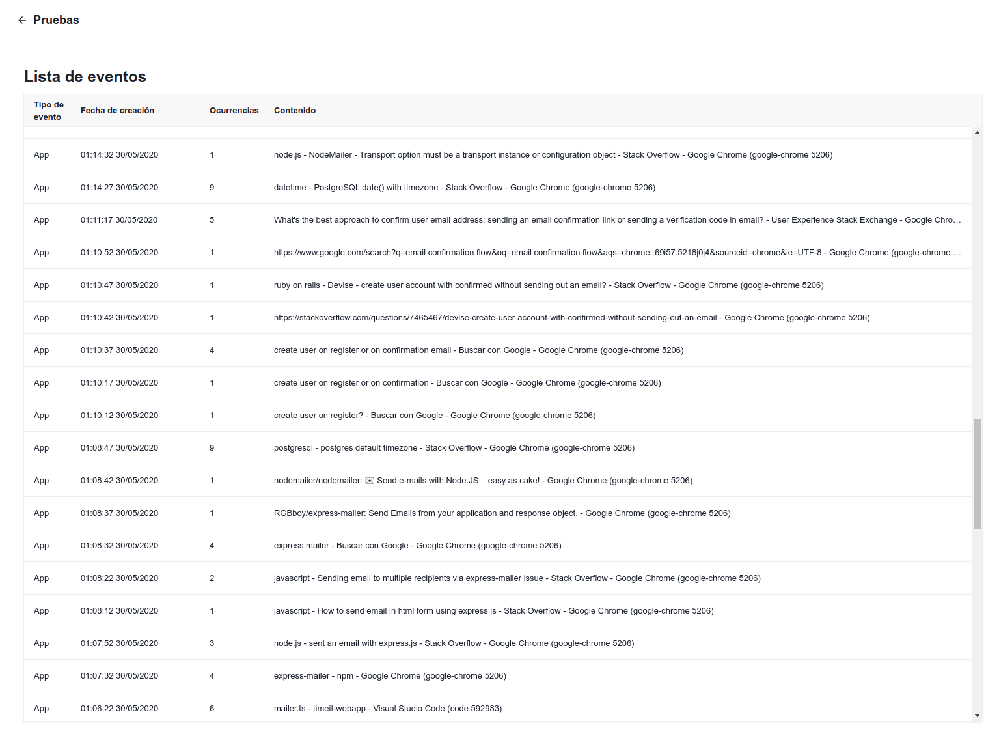 Pruebas
Lista de eventos
Tipo de evento Fecha de creación Ocurrencias Contenido
App 01:14:32 30/05/2020 1 node.js - NodeMailer - Transport option must be a transport instance or configuration object - Stack Overflow - Google Chrome (google-chrome 5206)
App 01:14:27 30/05/2020 9 datetime - PostgreSQL date() with timezone - Stack Overflow - Google Chrome (google-chrome 5206)
App 01:11:17 30/05/2020 5 What's the best approach to confirm user email address: sending an email confirmation link or sending a verification code in email? - User Experience Stack Exchange - Google Chro…
App 01:10:52 30/05/2020 1 https://www.google.com/search?q=email confirmation flow&oq=email confirmation flow&aqs=chrome..69i57.5218j0j4&sourceid=chrome&ie=UTF-8 - Google Chrome (google-chrome …
App 01:10:47 30/05/2020 1 ruby on rails - Devise - create user account with confirmed without sending out an email? - Stack Overflow - Google Chrome (google-chrome 5206)
App 01:10:42 30/05/2020 1 https://stackoverflow.com/questions/7465467/devise-create-user-account-with-confirmed-without-sending-out-an-email - Google Chrome (google-chrome 5206)
App 01:10:37 30/05/2020 4 create user on register or on confirmation email - Buscar con Google - Google Chrome (google-chrome 5206)
App 01:10:17 30/05/2020 1 create user on register or on confirmation - Buscar con Google - Google Chrome (google-chrome 5206)
App 01:10:12 30/05/2020 1 create user on register? - Buscar con Google - Google Chrome (google-chrome 5206)
App 01:08:47 30/05/2020 9 postgresql - postgres default timezone - Stack Overflow - Google Chrome (google-chrome 5206)
App 01:08:42 30/05/2020 1 nodemailer/nodemailer: ✉️ Send e-mails with Node.JS – easy as cake! - Google Chrome (google-chrome 5206)
App 01:08:37 30/05/2020 1 RGBboy/express-mailer: Send Emails from your application and response object. - Google Chrome (google-chrome 5206)
App 01:08:32 30/05/2020 4 express mailer - Buscar con Google - Google Chrome (google-chrome 5206)
App 01:08:22 30/05/2020 2 javascript - Sending email to multiple recipients via express-mailer issue - Stack Overflow - Google Chrome (google-chrome 5206)
App 01:08:12 30/05/2020 1 javascript - How to send email in html form using express js - Stack Overflow - Google Chrome (google-chrome 5206)
App 01:07:52 30/05/2020 3 node.js - sent an email with express.js - Stack Overflow - Google Chrome (google-chrome 5206)
App 01:07:32 30/05/2020 4 express-mailer - npm - Google Chrome (google-chrome 5206)
App 01:06:22 30/05/2020 6 mailer.ts - timeit-webapp - Visual Studio Code (code 592983)